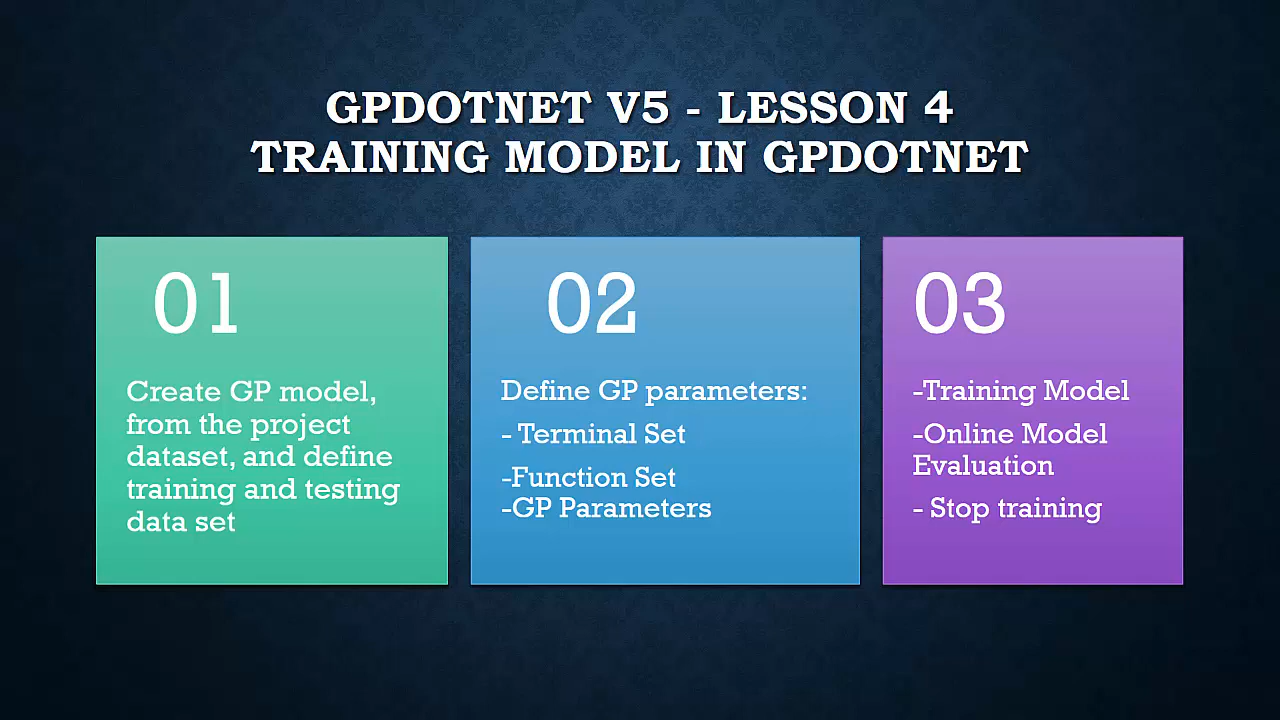 GPDOTNET V5 - LESSON 4
TRAINING MODEL IN GPDOTNET
01
Create GP model,
from the project
dataset, and define
training and testing
data set
02
Define GP parameters:
- Terminal Set
-Function Set
-GP Parameters
03
-Training Model
-Online Model
Evaluation
- Stop training